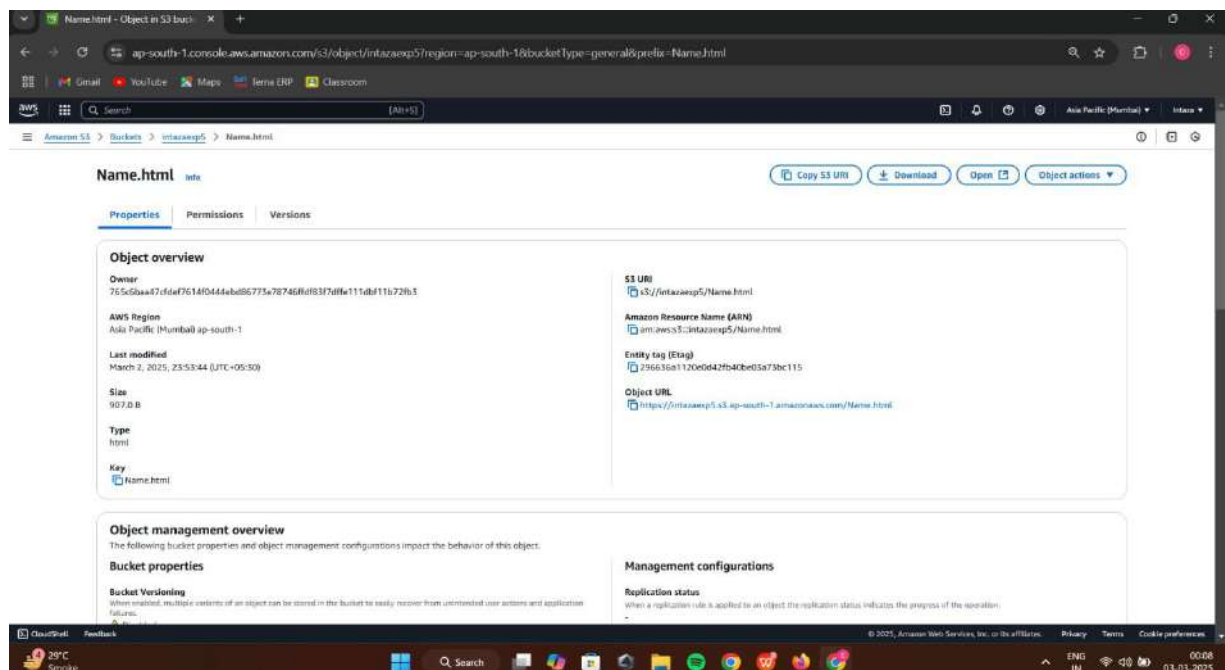 Name.html - Object in S3 buck
ap-south-1.console.aws.amazon.com/s3/object/intazaexp5?region=ap-south-1&bucketType=general&prefix=Name.html
Gmail YouTube Maps Terna ERP Classroom
aws Search [Alt+S] Asia Pacific (Mumbai) Intaza
Amazon S3 > Buckets > intazaexp5 > Name.html
Name.html Info
Copy S3 URI Download Open Object actions
Properties Permissions Versions
Object overview
Owner
AWS Region
Asia Pacific (Mumbai) ap-south-1
Last modified
March 2, 2025, 23:53:44 (UTC+05:30)
Size
907.0 B
Type
html
Key
Name.html
S3 URI
s3://intazaexp5/Name.html
Amazon Resource Name (ARN)
arn:aws:s3:::intazaexp5/Name.html
Entity tag (Etag)
Object URL
https://intazaexp5.s3.ap-south-1.amazonaws.com/Name.html
Object management overview
The following bucket properties and object management configurations impact the behavior of this object.
Bucket properties
Bucket Versioning
When enabled, multiple variants of an object can be stored in the bucket to easily recover from unintended user actions and application
failures.
Management configurations
Replication status
When a replication rule is applied to an object the replication status indicates the progress of the operation.
-
CloudShell Feedback © 2025, Amazon Web Services, Inc. or its affiliates. Privacy Terms Cookie preferences
29°C
Smoke
Search
ENG
IN
00:08
03-03-2025